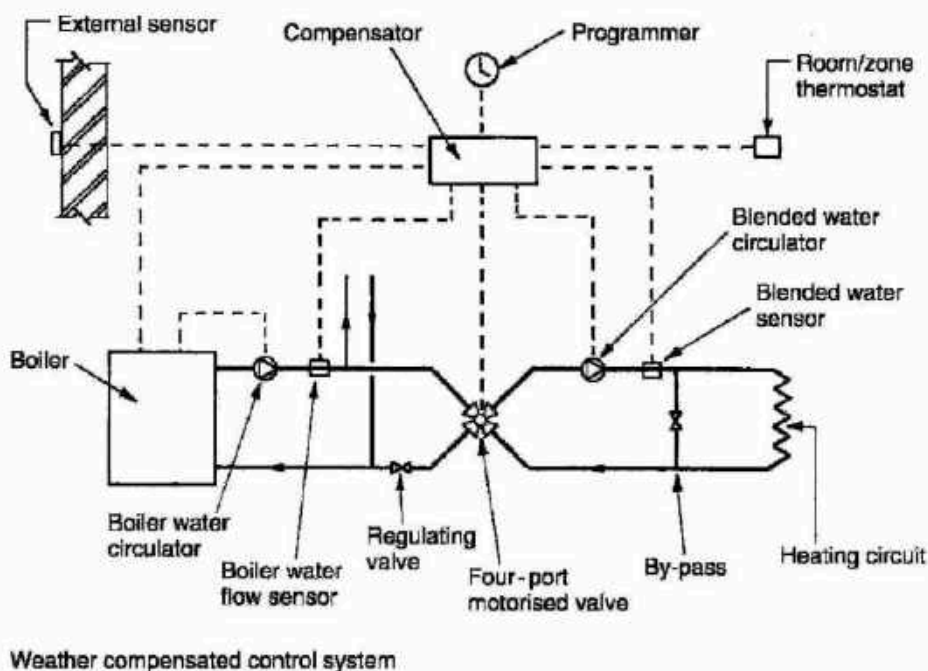 External sensor
Compensator
Programmer
Room/zone
thermostat
Blended water
circulator
Blended water
sensor
Boiler
Boiler water
circulator
Boiler water
flow sensor
Regulating
valve
Four-port
motorised valve
By-pass
Heating circuit
Weather compensated control system